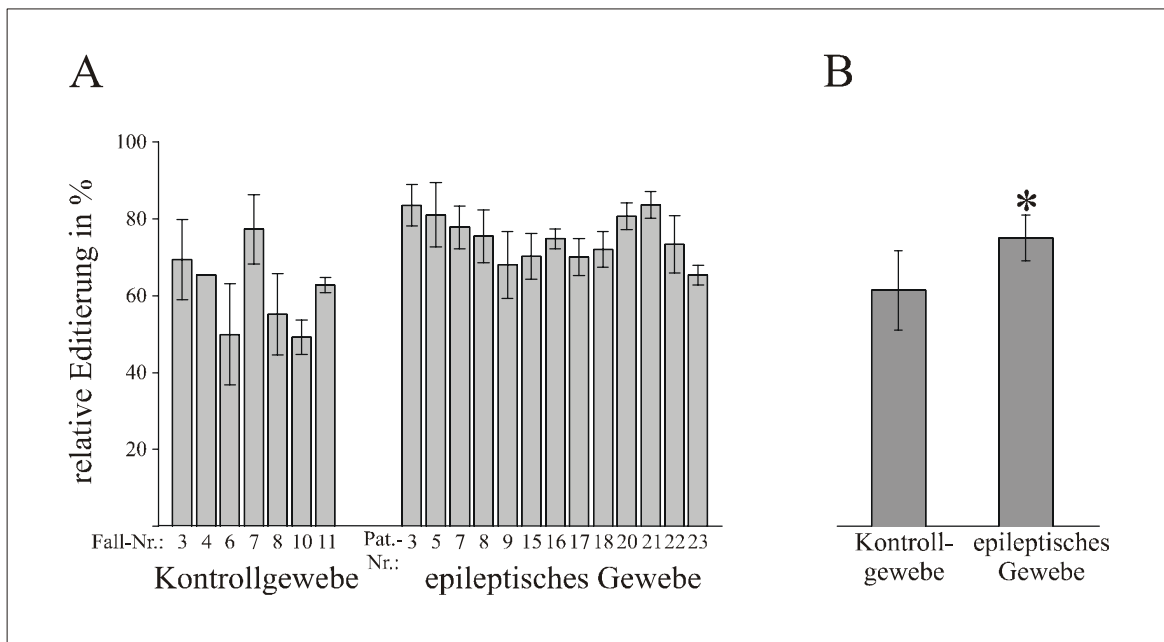 A
B
relative Editierung in %
100
80
60
40
20
Fall-Nr.: 3 4 6 7 8 10 11
Pat.- 3 5 7 8 9 15 16 17 18 20 21 22 23
Nr.:
Kontrollgewebe
epileptisches Gewebe
*
Kontroll-
gewebe
epileptisches
Gewebe